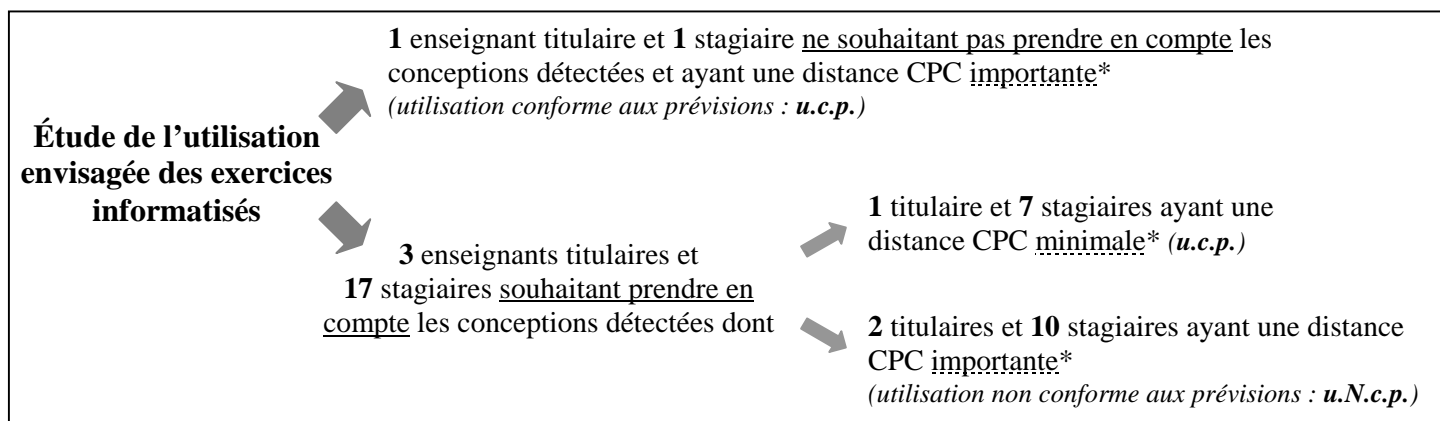 1 enseignant titulaire et 1 stagiaire ne souhaitant pas prendre en compte les
conceptions détectées et ayant une distance CPC importante*
(utilisation conforme aux prévisions : u.c.p.)
Étude de l'utilisation
envisagée des exercices
informatisés
3 enseignants titulaires et
17 stagiaires souhaitant prendre en
compte les conceptions détectées dont
1 titulaire et 7 stagiaires ayant une
distance CPC minimale* (u.c.p.)
2 titulaires et 10 stagiaires ayant une distance
CPC importante*
(utilisation non conforme aux prévisions : u.N.c.p.)